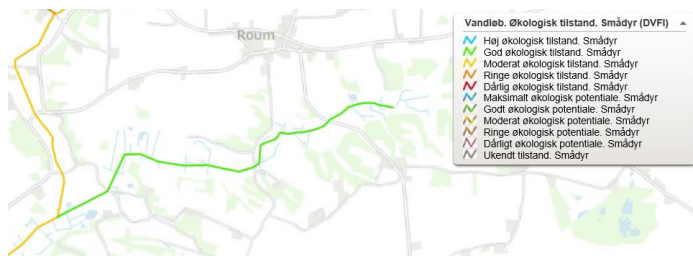 Roum
Vandløb. Økologisk tilstand. Smådyr (DVFI)
Høj økologisk tilstand. Smådyr
God økologisk tilstand. Smådyr
Moderat økologisk tilstand. Smådyr
Ringe økologisk tilstand. Smådyr
Dårlig økologisk tilstand. Smådyr
Maksimalt økologisk potentiale. Smådyr
Godt økologisk potentiale. Smådyr
Moderat økologisk potentiale. Smådyr
Ringe økologisk potentiale. Smådyr
Dårligt økologisk potentiale. Smådyr
Ukendt tilstand. Smådyr